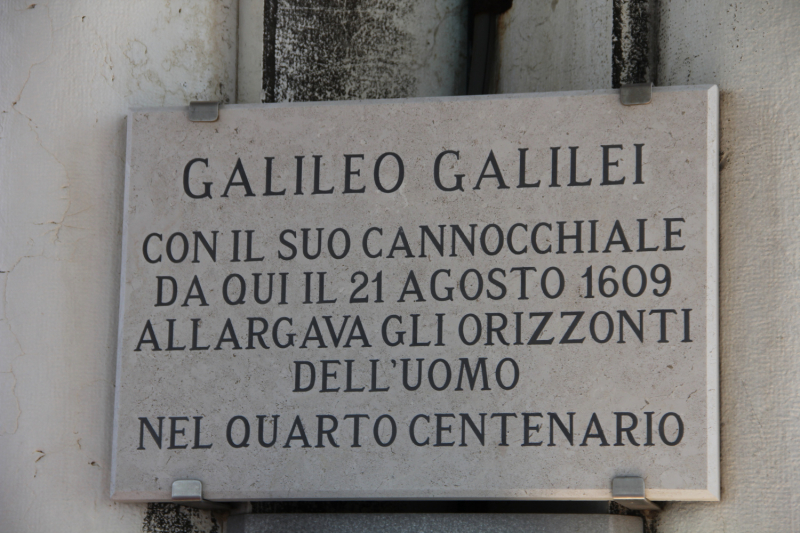 GALILEO GALILEI
CON IL SUO CANNOCCHIALE
DA QUI IL 21 AGOSTO 1609
ALLARGAVA GLI ORIZZONTI
DELL'UOMO
NEL QUARTO CENTENARIO